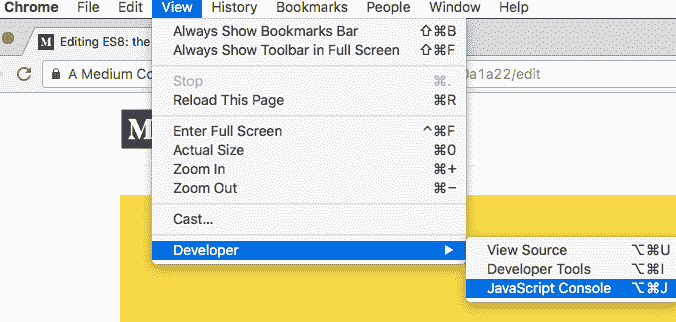 Chrome File Edit View History Bookmarks People Window Help
Editing ES8: the
A Medium Co
0a1a22/edit
M
Always Show Bookmarks Bar ⇧⌘B
Always Show Toolbar in Full Screen ⇧⌘F
Stop ⌘.
Reload This Page ⌘R
Enter Full Screen ^⌘F
Actual Size ⌘0
Zoom In ⌘+
Zoom Out ⌘−
Cast...
Developer ▶
View Source ⌥⌘U
Developer Tools ⌥⌘I
JavaScript Console ⌥⌘J